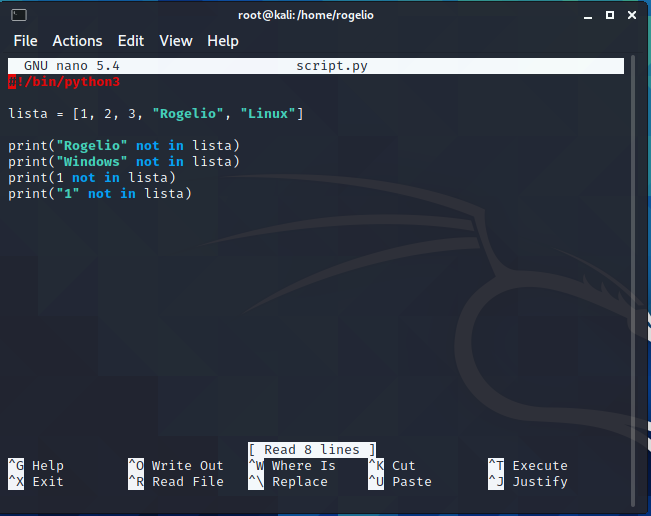 root@kali:/home/rogelio
File Actions Edit View Help
GNU nano 5.4 script.py
#!/bin/python3
lista = [1, 2, 3, "Rogelio", "Linux"]
print("Rogelio" not in lista)
print("Windows" not in lista)
print(1 not in lista)
print("1" not in lista)
[ Read 8 lines ]
^G Help ^O Write Out ^W Where Is ^K Cut ^T Execute
^X Exit ^R Read File ^\ Replace ^U Paste ^J Justify